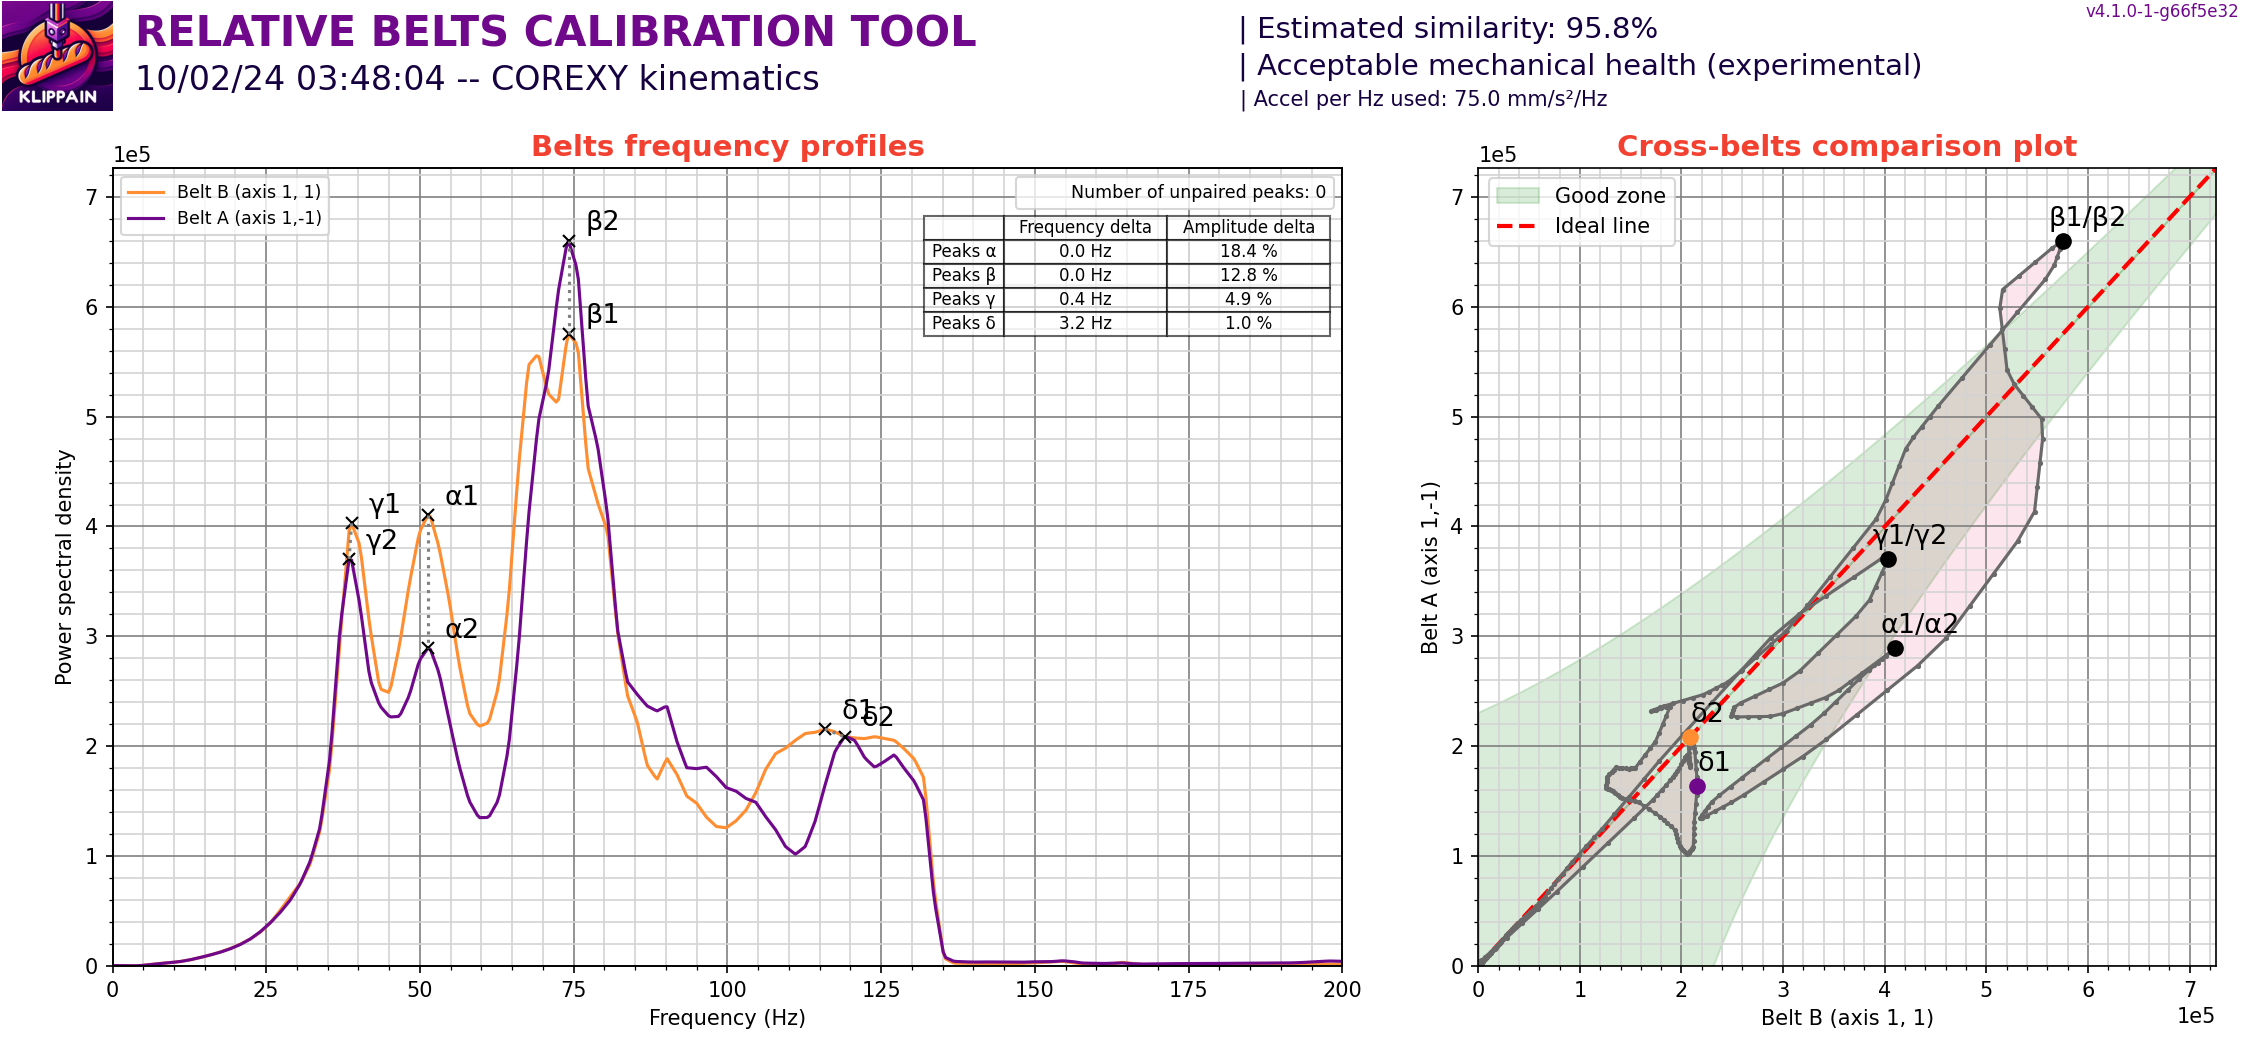 KLIPPAIN
RELATIVE BELTS CALIBRATION TOOL
10/02/24 03:48:04 -- COREXY kinematics
| Estimated similarity: 95.8%
| Acceptable mechanical health (experimental)
| Accel per Hz used: 75.0 mm/s²/Hz
v4.1.0-1-g66f5e32
Belts frequency profiles
1e5
Belt B (axis 1, 1)
Belt A (axis 1,-1)
Number of unpaired peaks: 0
Frequency delta Amplitude delta
Peaks α 0.0 Hz 18.4 %
Peaks β 0.0 Hz 12.8 %
Peaks γ 0.4 Hz 4.9 %
Peaks δ 3.2 Hz 1.0 %
β2
β1
γ1
α1
γ2
α2
δ1
δ2
7
6
5
4
3
2
1
0
Power spectral density
0 25 50 75 100 125 150 175 200
Frequency (Hz)
Cross-belts comparison plot
1e5
Good zone
Ideal line
β1/β2
γ1/γ2
α1/α2
δ2
δ1
7
6
5
4
3
2
1
0
Belt A (axis 1,-1)
0 1 2 3 4 5 6 7
Belt B (axis 1, 1)
1e5